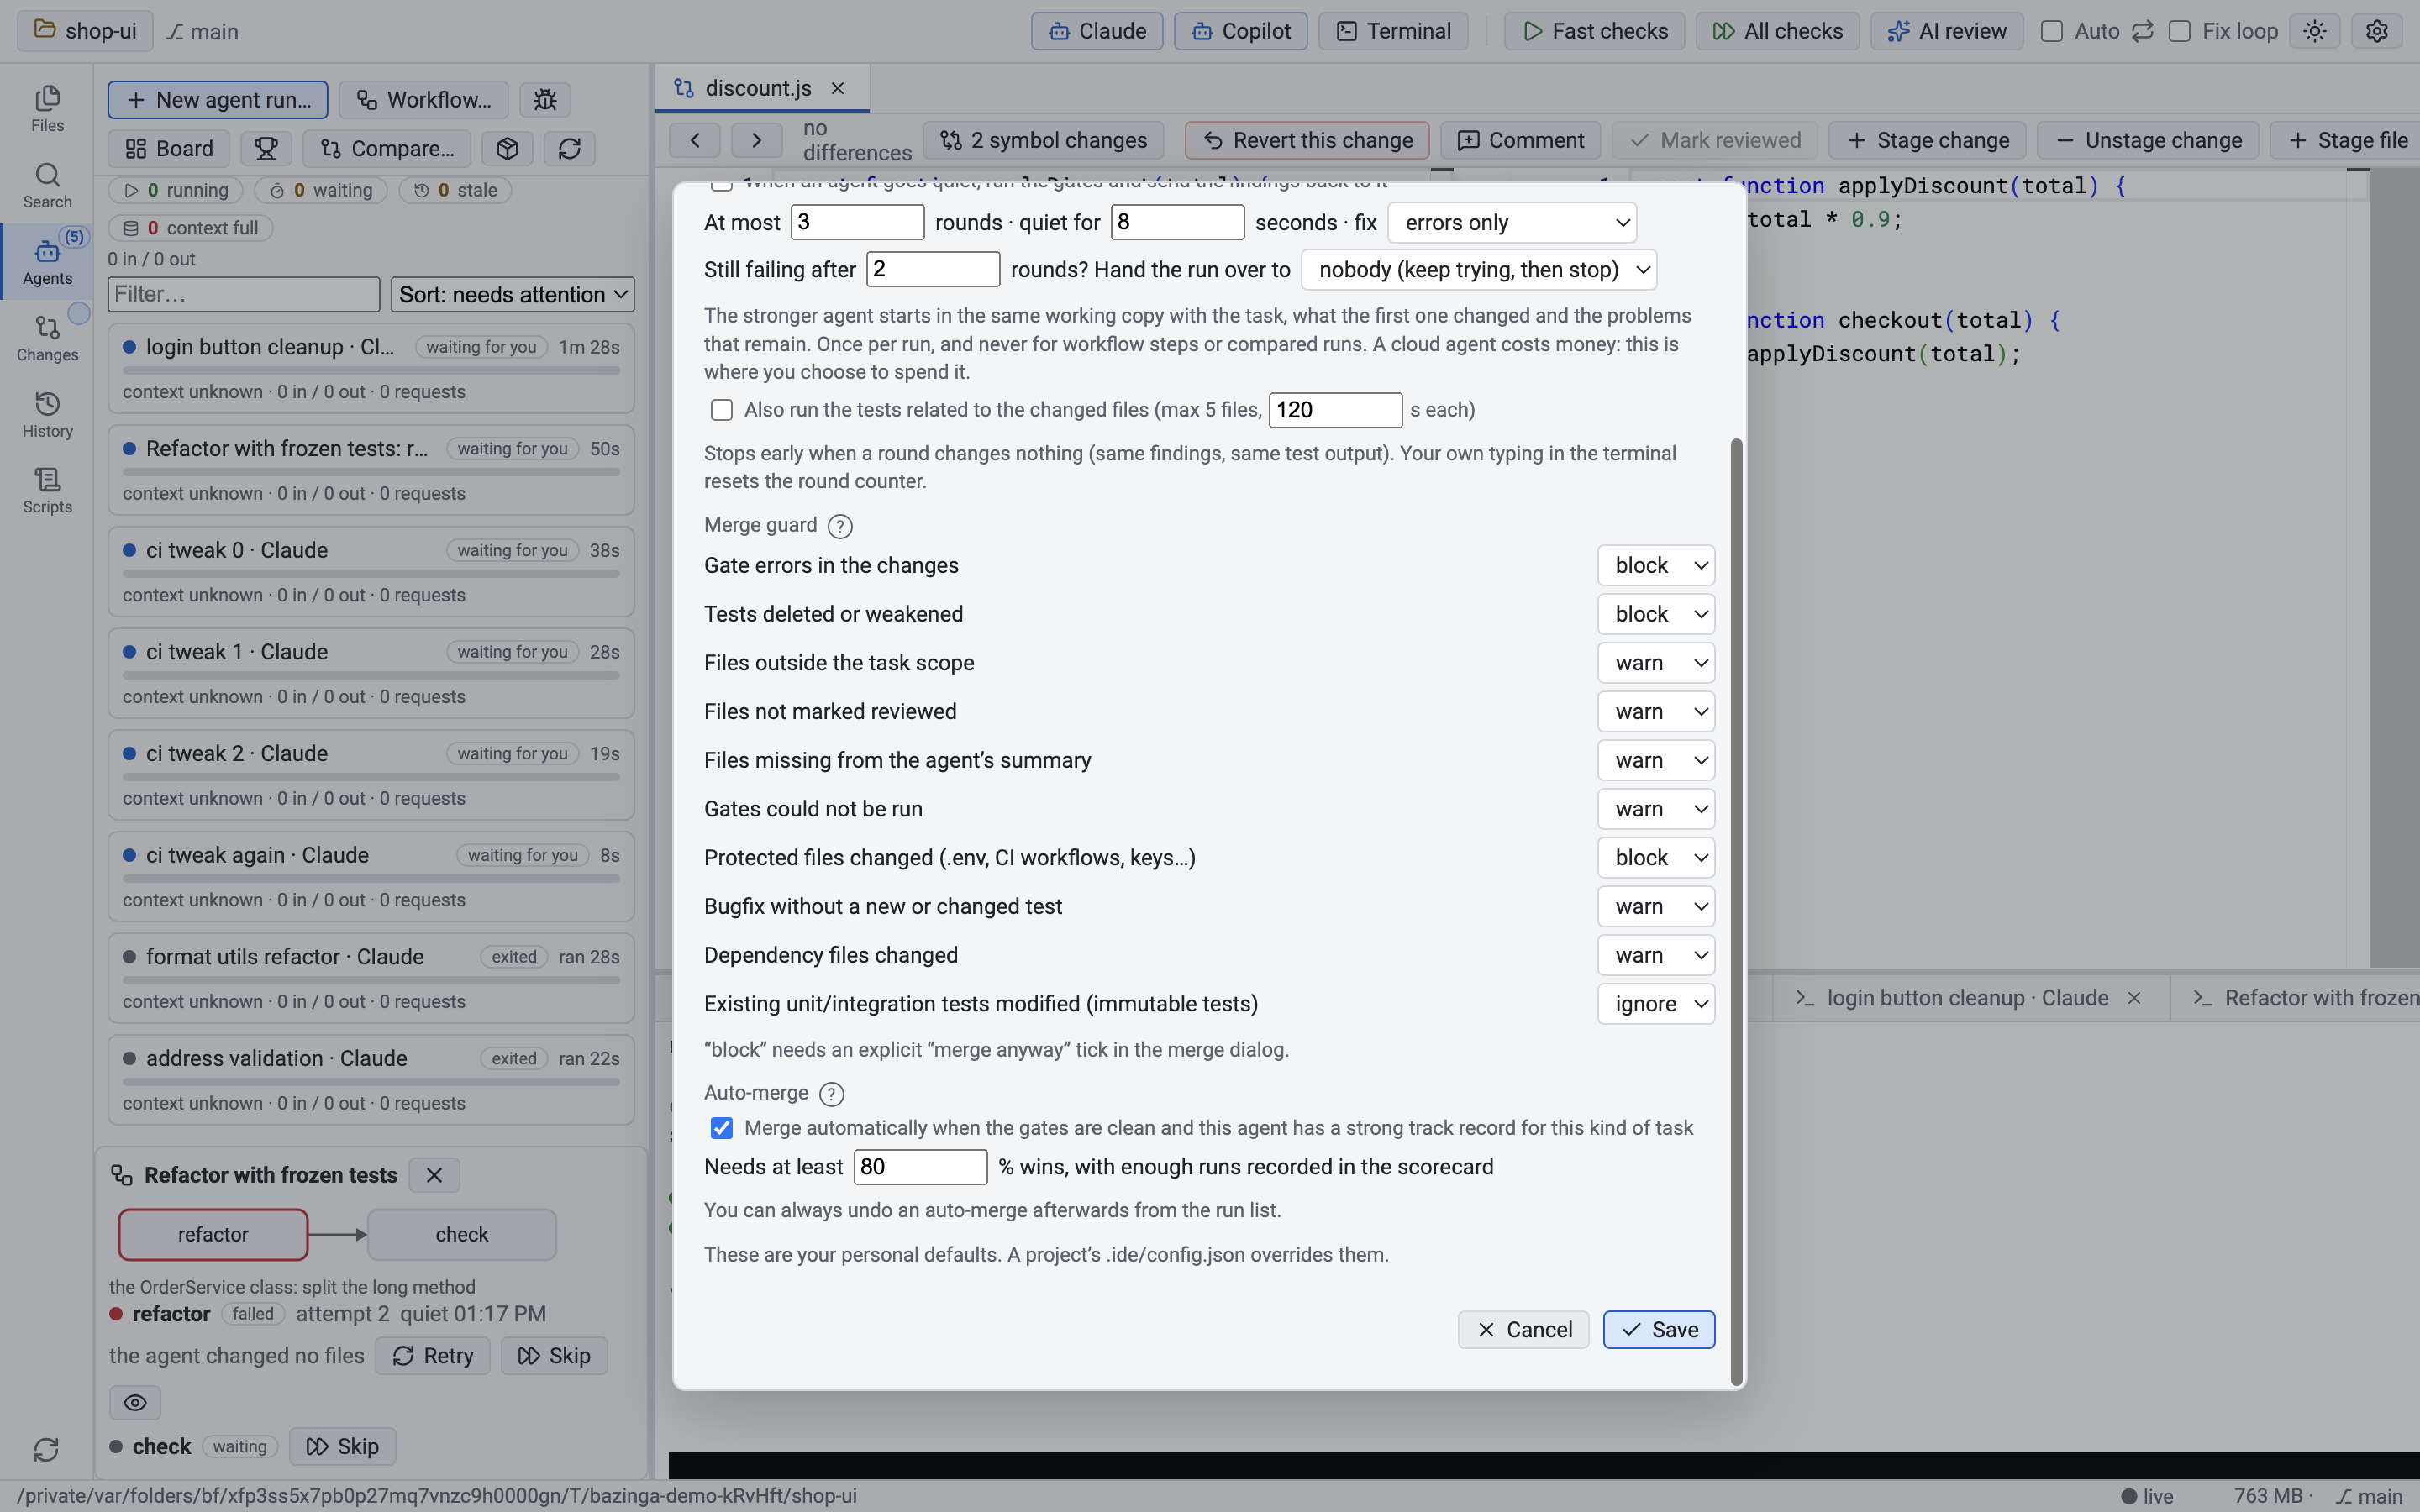 shop-ui
main
Claude
Copilot
Terminal
Fast checks
All checks
AI review
Auto
Fix loop
Files
Search
Agents
(5)
Changes
History
Scripts
New agent run...
Workflow...
Board
Compare...
0 running
0 waiting
0 stale
0 context full
0 in / 0 out
Filter...
Sort: needs attention
login button cleanup · Cl... waiting for you 1m 28s
context unknown · 0 in / 0 out · 0 requests
Refactor with frozen tests: r... waiting for you 50s
context unknown · 0 in / 0 out · 0 requests
ci tweak 0 · Claude waiting for you 38s
context unknown · 0 in / 0 out · 0 requests
ci tweak 1 · Claude waiting for you 28s
context unknown · 0 in / 0 out · 0 requests
ci tweak 2 · Claude waiting for you 19s
context unknown · 0 in / 0 out · 0 requests
ci tweak again · Claude waiting for you 8s
context unknown · 0 in / 0 out · 0 requests
format utils refactor · Claude exited ran 28s
context unknown · 0 in / 0 out · 0 requests
address validation · Claude exited ran 22s
context unknown · 0 in / 0 out · 0 requests
Refactor with frozen tests
refactor
check
the OrderService class: split the long method
refactor failed attempt 2 quiet 01:17 PM
the agent changed no files Retry Skip
check waiting Skip
discount.js
no differences
2 symbol changes
Revert this change
Comment
Mark reviewed
Stage change
Unstage change
Stage file
When an agent goes quiet, run the gates and send the findings back to it
At most 3 rounds · quiet for 8 seconds · fix errors only
Still failing after 2 rounds? Hand the run over to nobody (keep trying, then stop)
The stronger agent starts in the same working copy with the task, what the first one changed and the problems
that remain. Once per run, and never for workflow steps or compared runs. A cloud agent costs money: this is
where you choose to spend it.
Also run the tests related to the changed files (max 5 files, 120 s each)
Stops early when a round changes nothing (same findings, same test output). Your own typing in the terminal
resets the round counter.
Merge guard ?
Gate errors in the changes block
Tests deleted or weakened block
Files outside the task scope warn
Files not marked reviewed warn
Files missing from the agent’s summary warn
Gates could not be run warn
Protected files changed (.env, CI workflows, keys…) block
Bugfix without a new or changed test warn
Dependency files changed warn
Existing unit/integration tests modified (immutable tests) ignore
“block” needs an explicit “merge anyway” tick in the merge dialog.
Auto-merge ?
Merge automatically when the gates are clean and this agent has a strong track record for this kind of task
Needs at least 80 % wins, with enough runs recorded in the scorecard
You can always undo an auto-merge afterwards from the run list.
These are your personal defaults. A project’s .ide/config.json overrides them.
Cancel
Save
nction applyDiscount(total) {
total * 0.9;
nction checkout(total) {
applyDiscount(total);
login button cleanup · Claude
Refactor with frozen
/private/var/folders/bf/xfp3ss5x7pb0p27mq7vnzc9h0000gn/T/bazinga-demo-kRvHft/shop-ui
live
763 MB ·
main